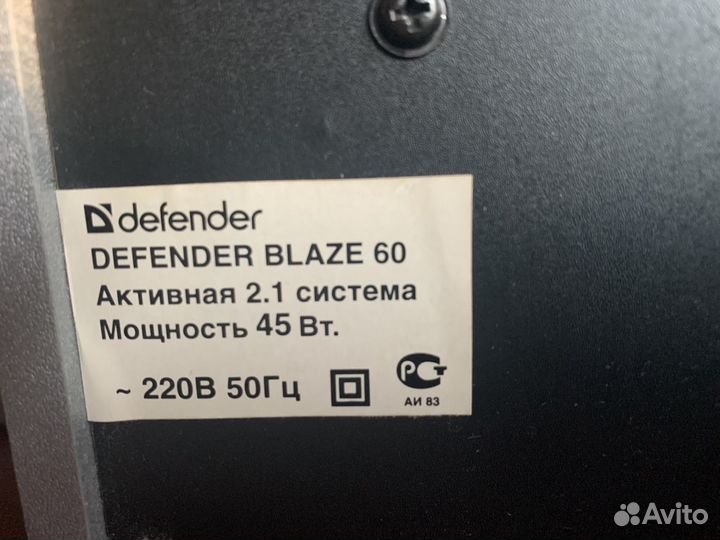 defender
DEFENDER BLAZE 60
Активная 2.1 система
Мощность 45 Вт.
~ 220В 50Гц
РСТ
АИ 83
Avito